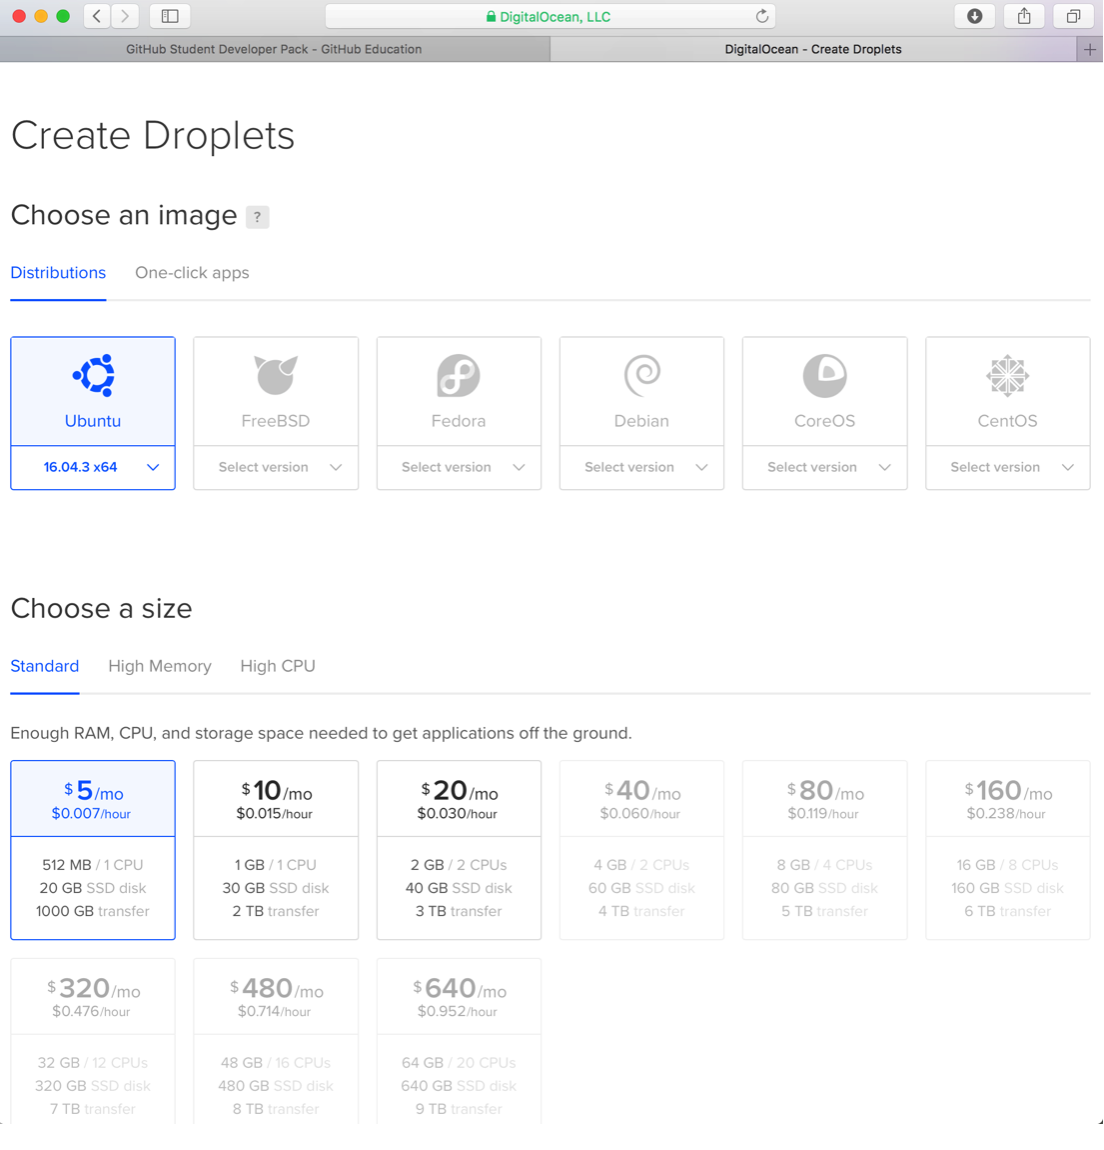 DigitalOcean, LLC
GitHub Student Developer Pack - GitHub Education
DigitalOcean - Create Droplets
Create Droplets
Choose an image ?
Distributions One-click apps
Ubuntu FreeBSD Fedora Debian CoreOS CentOS
16.04.3 x64 Select version Select version Select version Select version Select version
Choose a size
Standard High Memory High CPU
Enough RAM, CPU, and storage space needed to get applications off the ground.
$5/mo $10/mo $20/mo $40/mo $80/mo $160/mo
$0.007/hour $0.015/hour $0.030/hour $0.060/hour $0.119/hour $0.238/hour
512 MB / 1 CPU 1 GB / 1 CPU 2 GB / 2 CPUs 4 GB / 2 CPUs 8 GB / 4 CPUs 16 GB / 8 CPUs
20 GB SSD disk 30 GB SSD disk 40 GB SSD disk 60 GB SSD disk 80 GB SSD disk 160 GB SSD disk
1000 GB transfer 2 TB transfer 3 TB transfer 4 TB transfer 5 TB transfer 6 TB transfer
$320/mo $480/mo $640/mo
$0.476/hour $0.714/hour $0.952/hour
32 GB / 12 CPUs 48 GB / 16 CPUs 64 GB / 20 CPUs
320 GB SSD disk 480 GB SSD disk 640 GB SSD disk
7 TB transfer 8 TB transfer 9 TB transfer